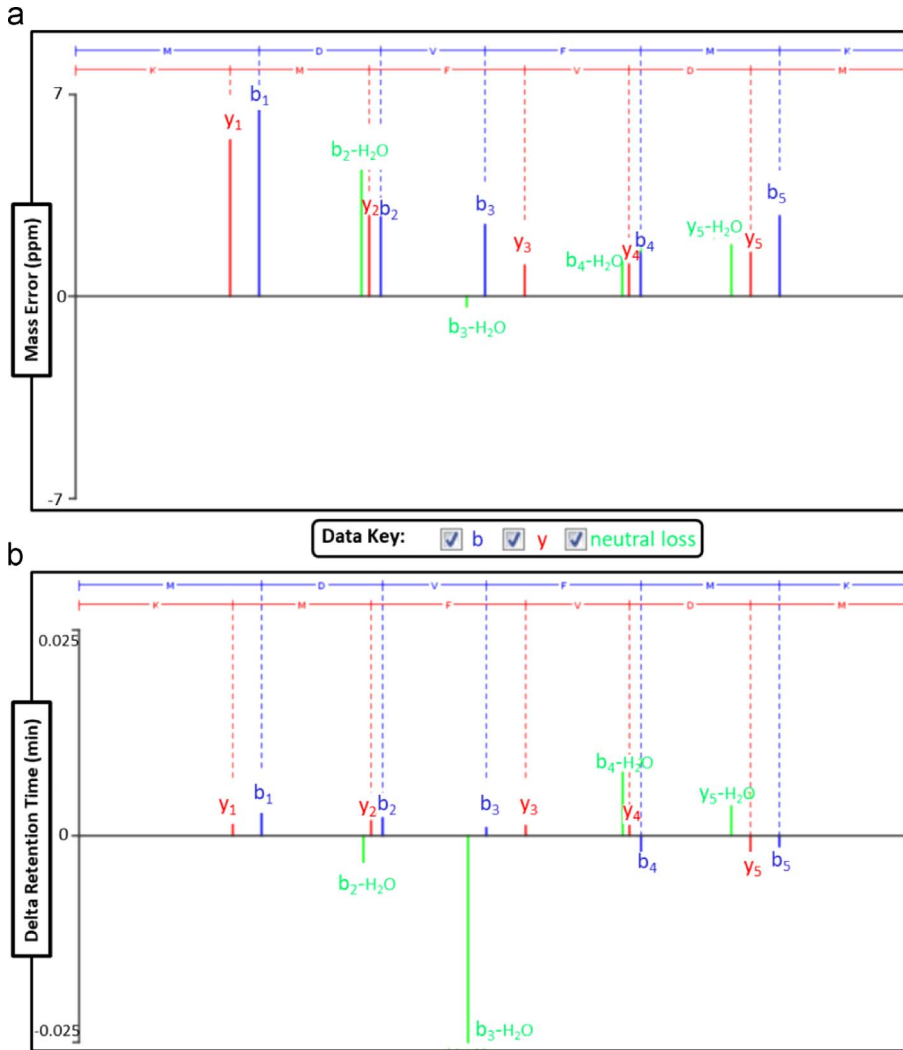 a
M D V F M K
K M F V D M
7
b₁
y₁
b₂-H₂O
y₂ b₂
b₃
y₃
b₄-H₂O
y₄
b₄
y₅-H₂O
y₅
b₅
0
b₃-H₂O
-7
Mass Error (ppm)
Data Key: b y neutral loss
b
M D V F M K
K M F V D M
0.025
y₁
b₁
y₂
b₂
b₃
y₃
b₄-H₂O
y₄
y₅-H₂O
0
b₂-H₂O
b₄
y₅
b₅
b₃-H₂O
-0.025
Delta Retention Time (min)